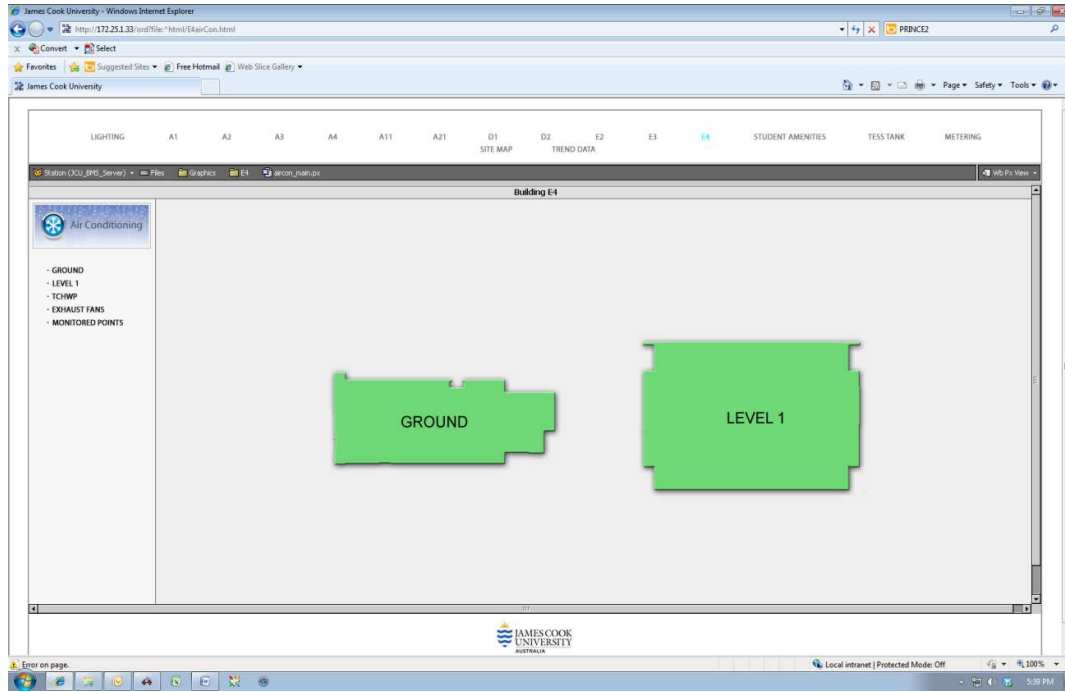 James Cook University - Windows Internet Explorer
http://172.25.1.33/ord?file:^html/E4airCon.html
PRINCE2
x Convert Select
Favorites Suggested Sites Free Hotmail Web Slice Gallery
James Cook University
Page Safety Tools
LIGHTING A1 A2 A3 A4 A11 A21 D1 D2 E2 E3 E4 STUDENT AMENITIES TESS TANK METERING
SITE MAP TREND DATA
Station (JCU_BMS_Server) Files Graphics E4 aircon_main.px Wb Px View
Building E4
Air Conditioning
- GROUND
- LEVEL 1
- TCHWP
- EXHAUST FANS
- MONITORED POINTS
GROUND
LEVEL 1
JAMES COOK
UNIVERSITY
AUSTRALIA
Error on page.
Local intranet | Protected Mode: Off
100%
5:39 PM